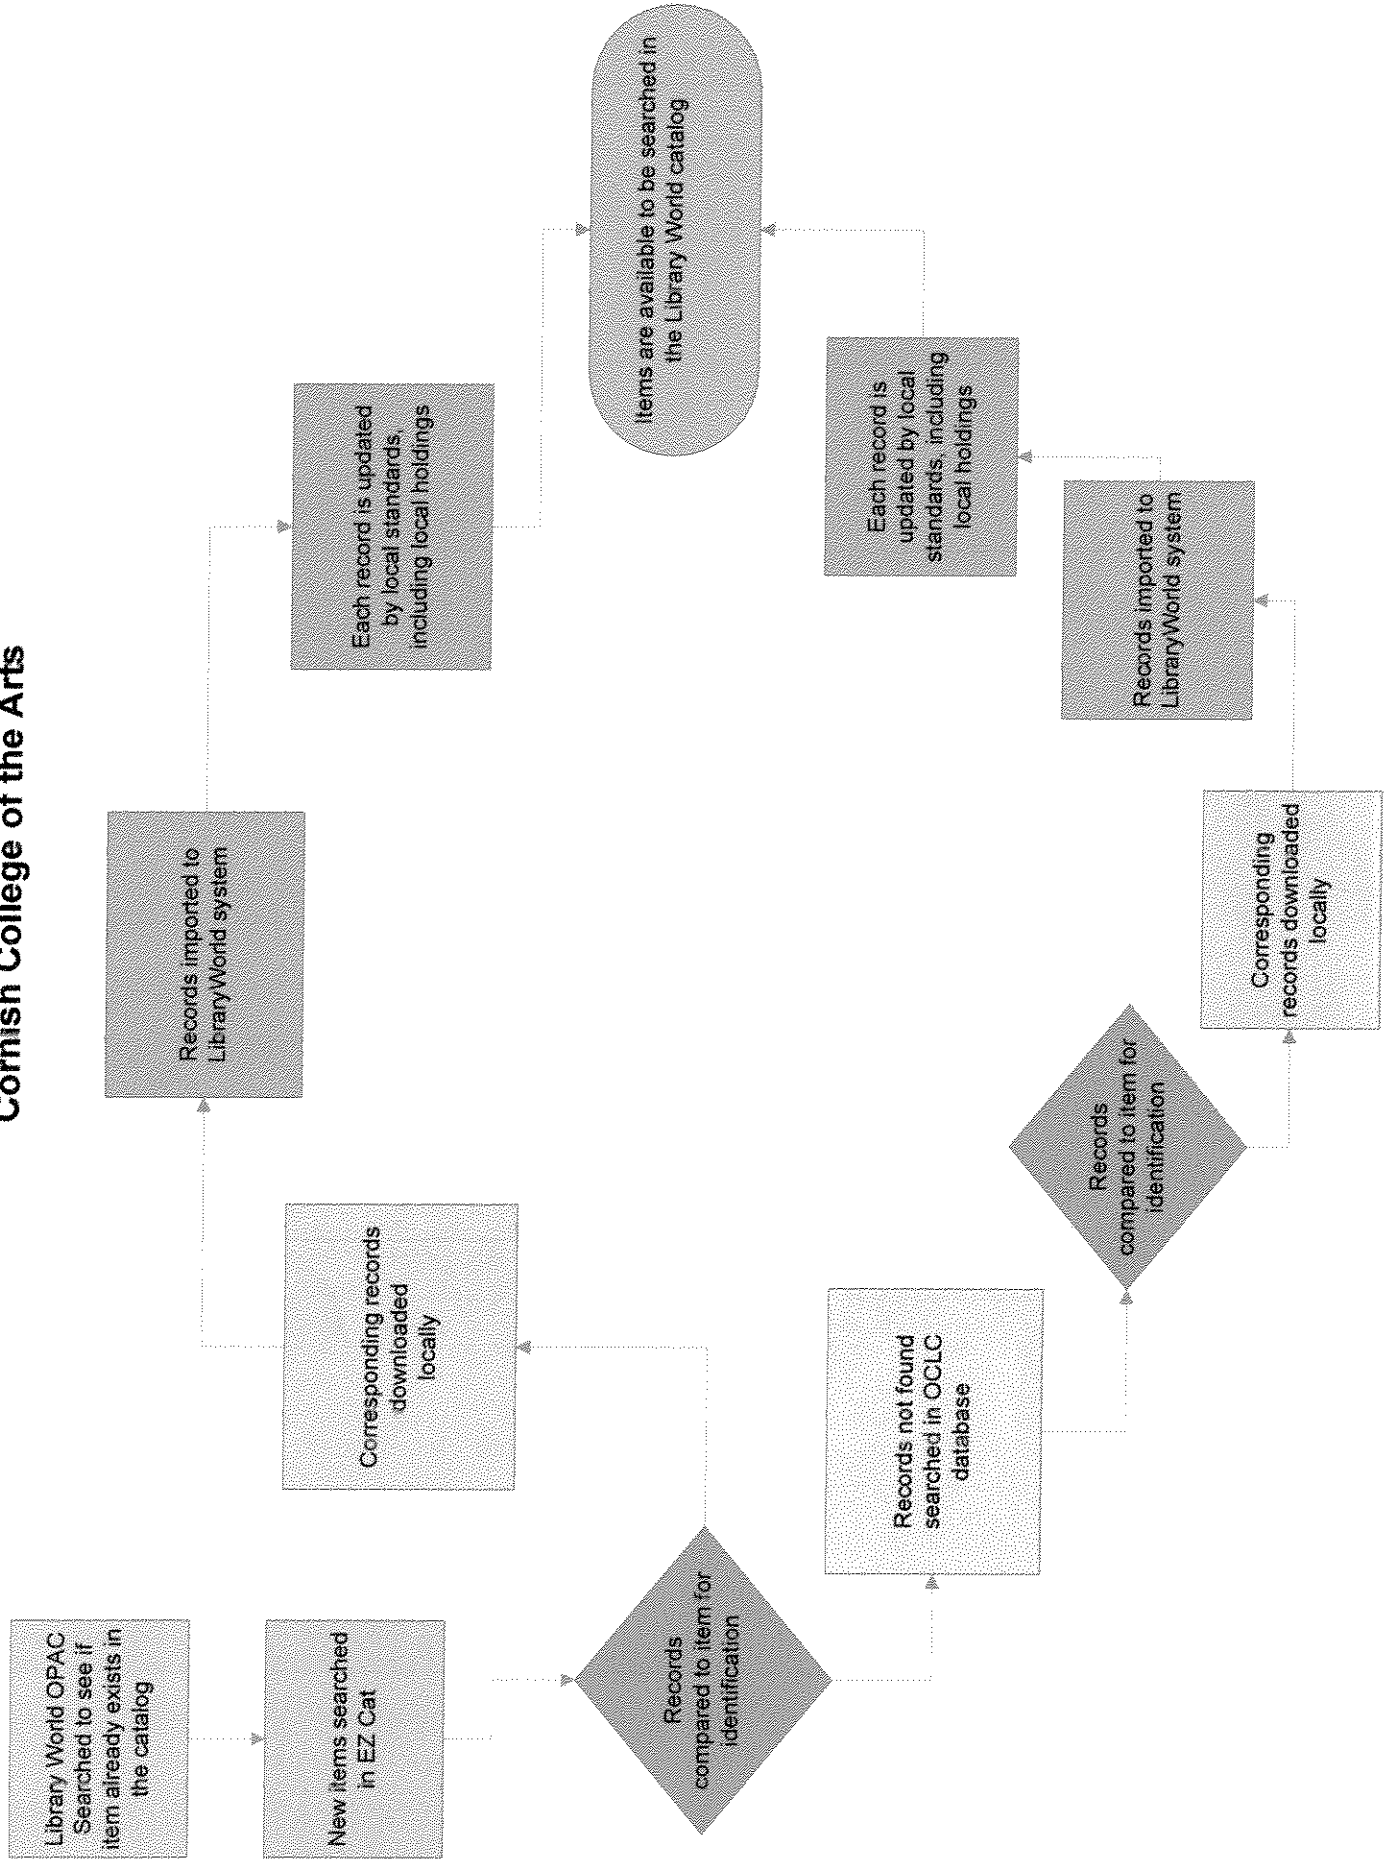 Cornish College of the Arts
Library World OPAC
Searched to see if
item already exists in
the catalog
New items searched
in EZ Cat
Records
compared to item for
identification
Corresponding records
downloaded
locally
Records imported to
LibraryWorld system
Each record is updated
by local standards,
including local holdings
Items are available to be searched in
the Library World catalog
Records not found
searched in OCLC
database
Records
compared to item for
identification
Corresponding
records downloaded
locally
Records imported to
LibraryWorld system
Each record is
updated by local
standards, including
local holdings